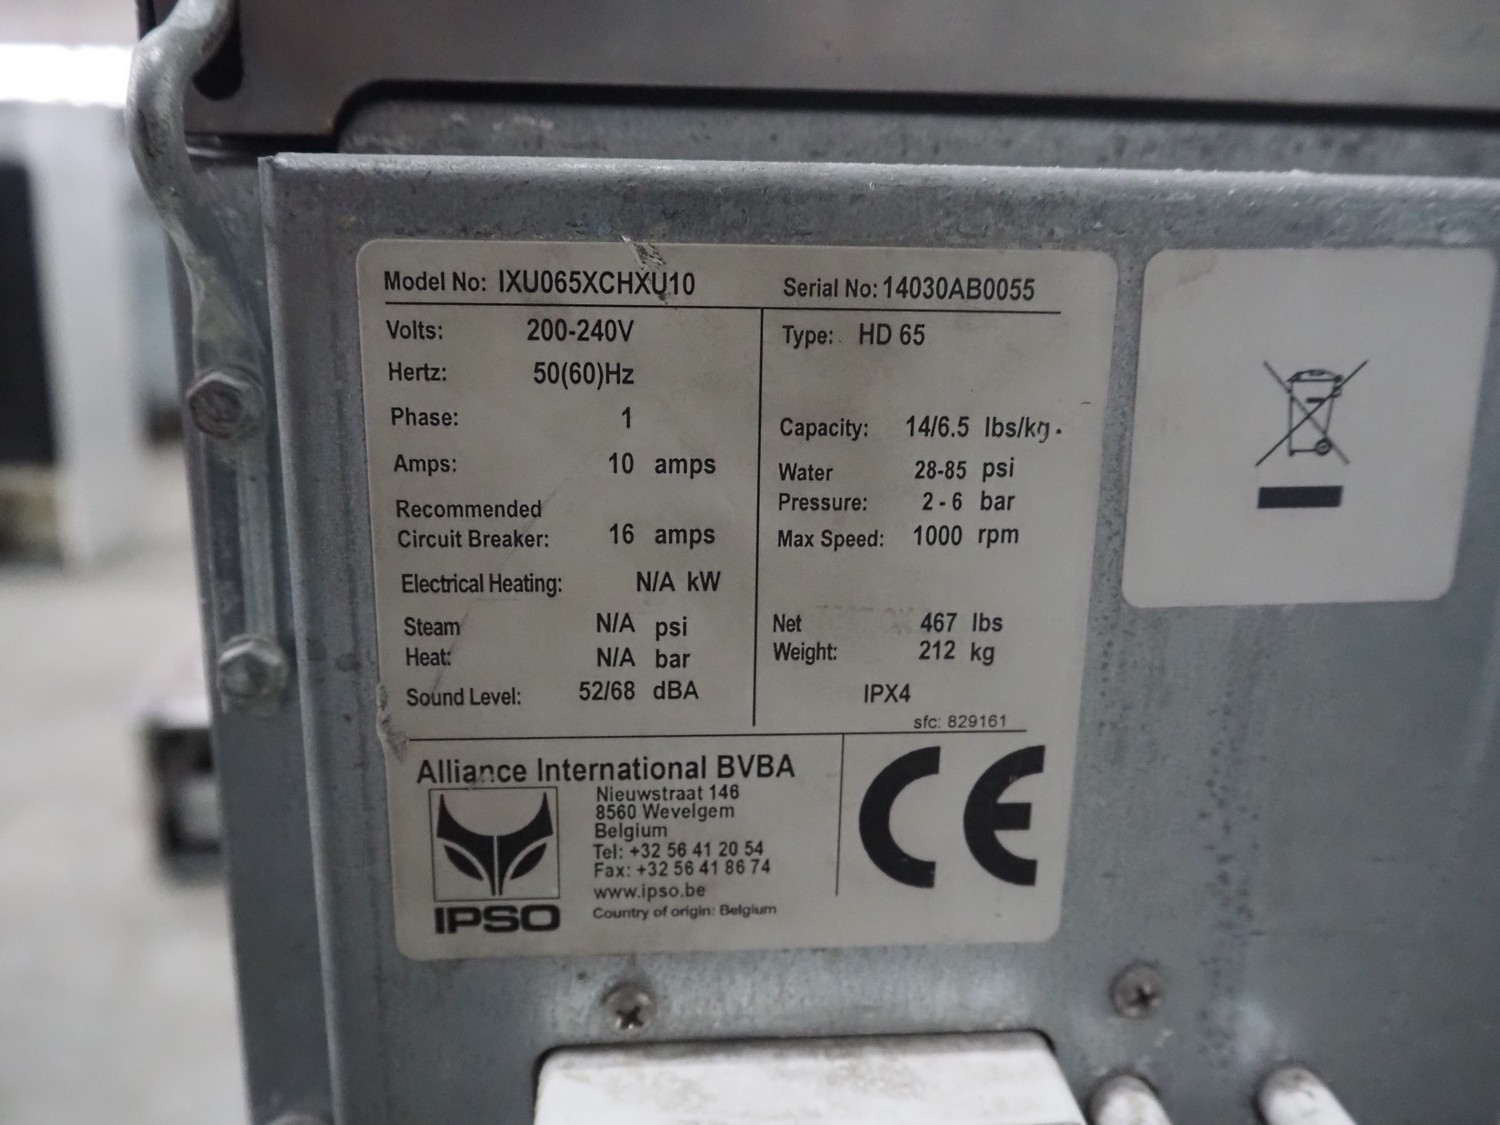 Model No: IXU065XCHXU10 Serial No: 14030AB0055
Volts: 200-240V
Hertz: 50(60)Hz
Phase: 1
Amps: 10 amps
Recommended
Circuit Breaker: 16 amps
Electrical Heating: N/A kW
Steam N/A psi
Heat: N/A bar
Sound Level: 52/68 dBA
Type: HD 65
Capacity: 14/6.5 lbs/kg.
Water 28-85 psi
Pressure: 2 - 6 bar
Max Speed: 1000 rpm
Net 467 lbs
Weight: 212 kg
IPX4
sfc: 829161
Alliance International BVBA
Nieuwstraat 146
8560 Wevelgem
Belgium
Tel: +32 56 41 20 54
Fax: +32 56 41 86 74
www.ipso.be
Country of origin: Belgium
IPSO
CE